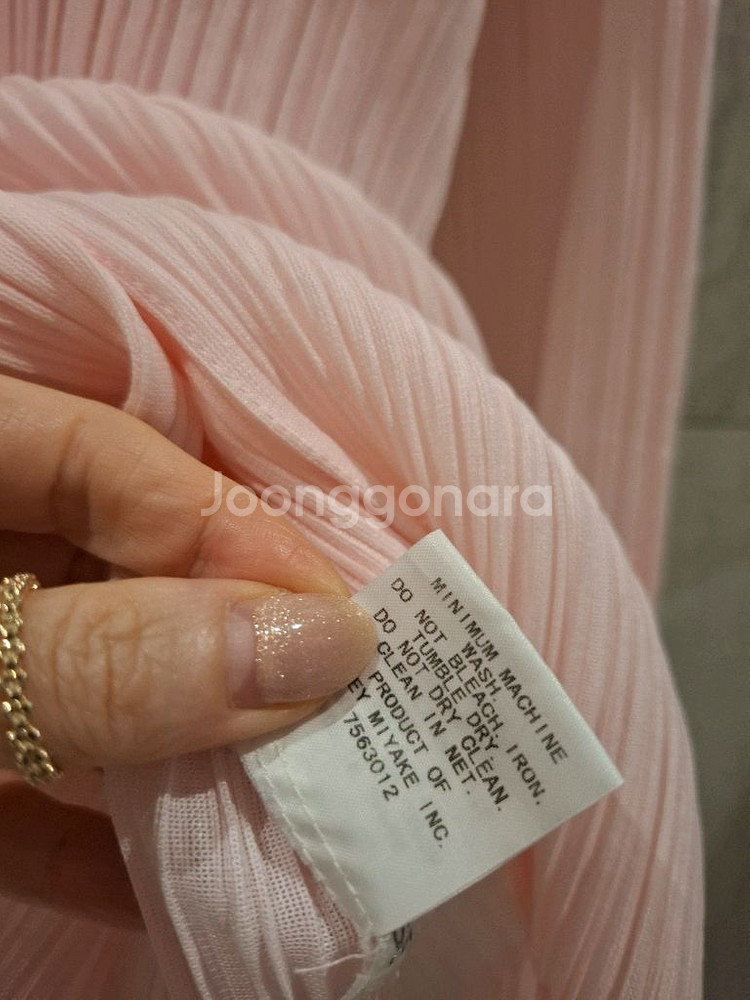 Joonggonara
MINIMUM MACHINE
WASH
DO NOT BLEACH, IRON.
TUMBLE DRY
DO NOT DRY CLEAN.
CLEAN IN NET.
PRODUCT OF
EY MIYAKE INC.
7563012